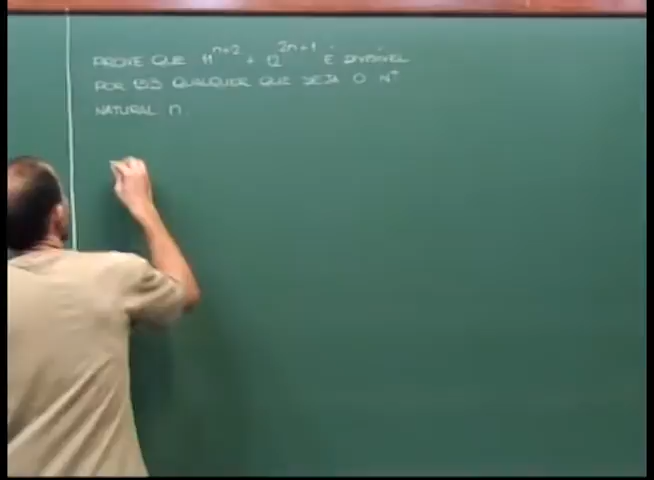 PROVE QUE 11^{n+2} + 12^{2n+1} É DIVISÍVEL
POR 133 QUALQUER QUE SEJA O Nº
NATURAL n